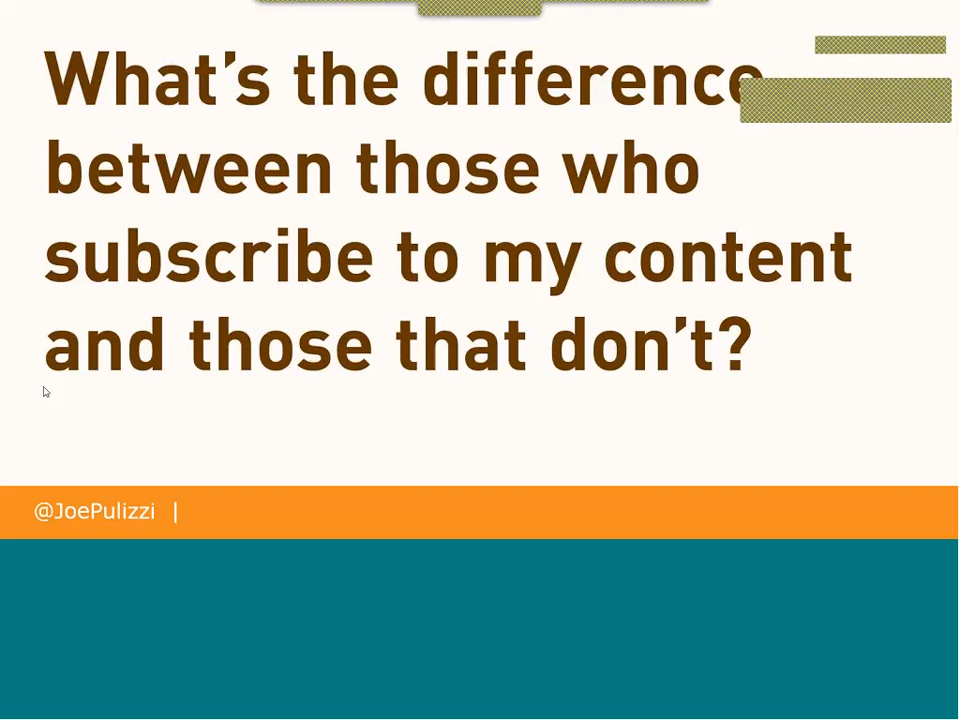 What's the difference
between those who
subscribe to my content
and those that don't?
@JoePulizzi |